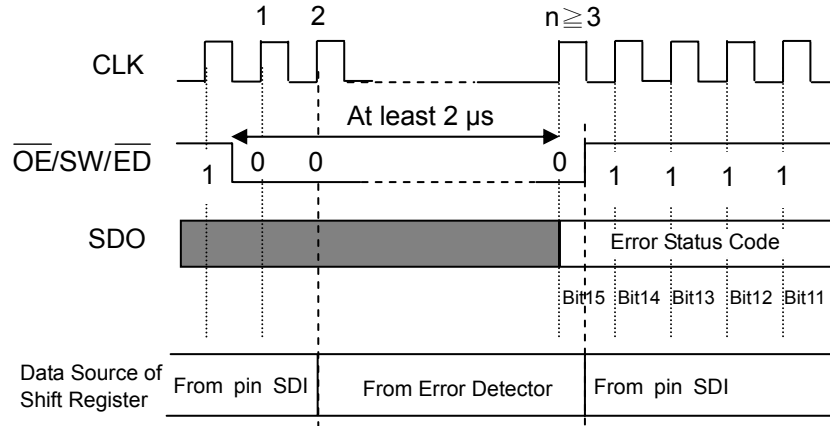 1 2 n≧3
CLK
At least 2 µs
OE/SW/ED
1 0 0 0 1 1 1 1
SDO
Error Status Code
Bit15 Bit14 Bit13 Bit12 Bit11
Data Source of
Shift Register
From pin SDI
From Error Detector
From pin SDI